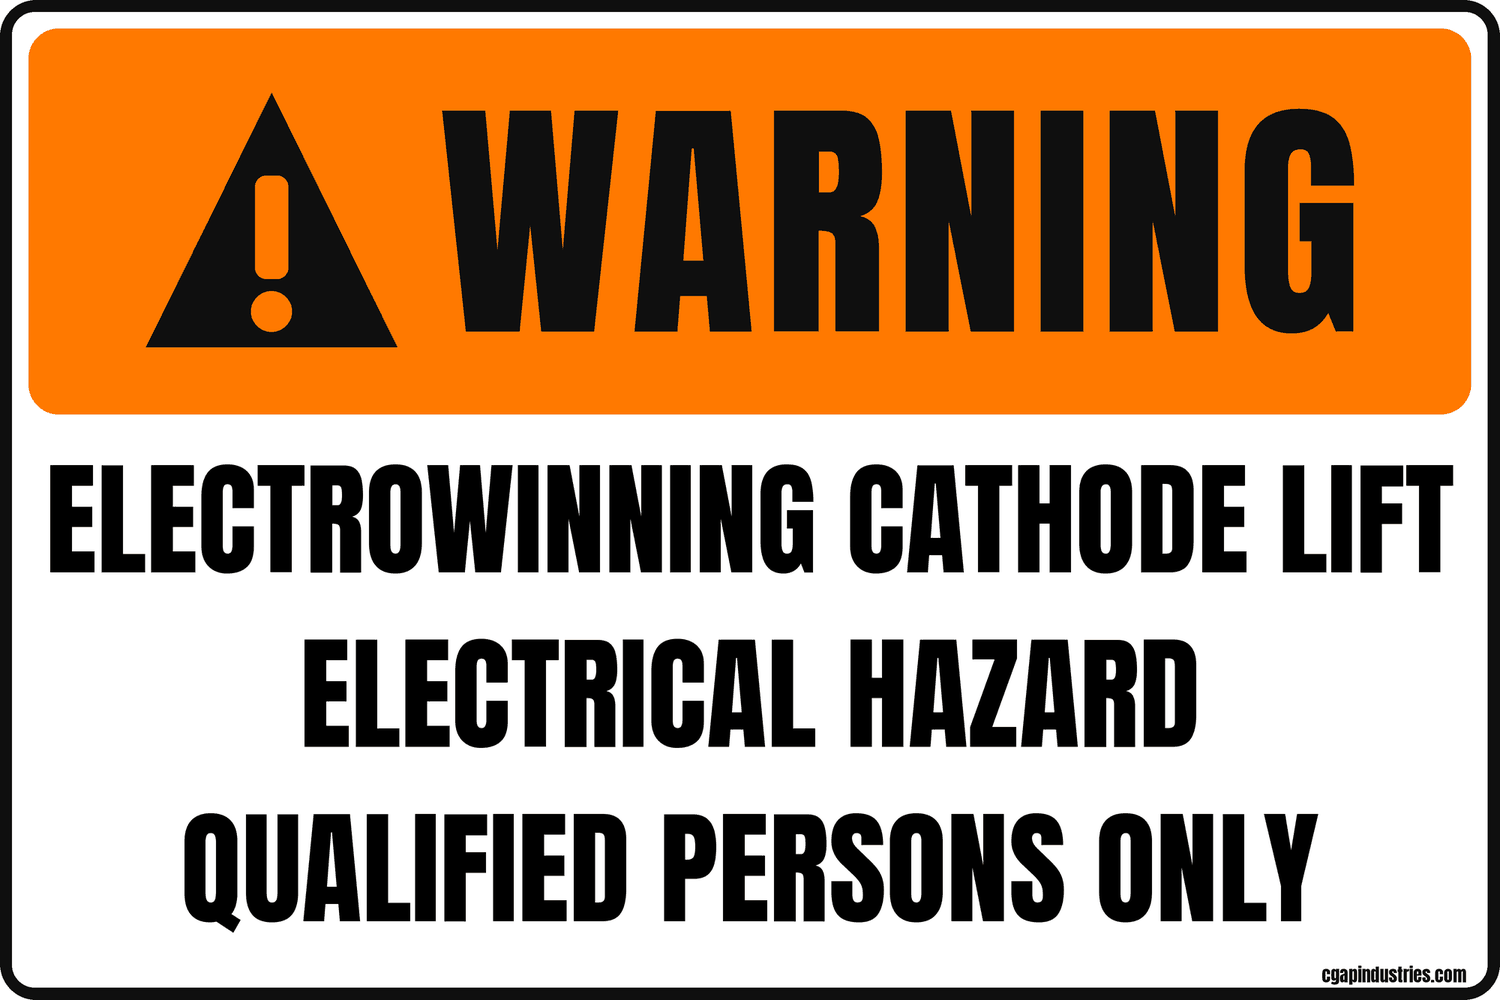 WARNING
ELECTROWINNING CATHODE LIFT
ELECTRICAL HAZARD
QUALIFIED PERSONS ONLY
cgapindustries.com